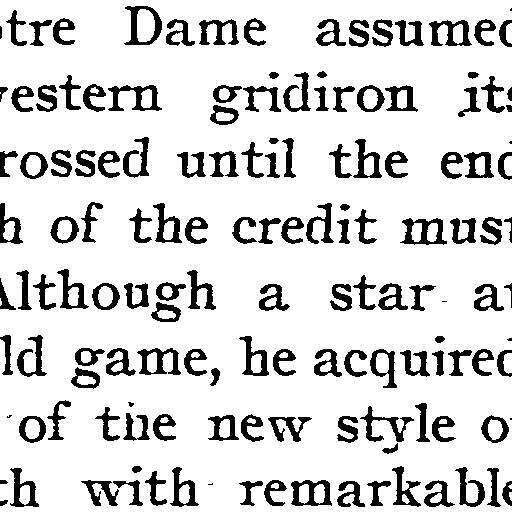 otre Dame assumed
western gridiron its
rossed until the end
h of the credit must
Although a star at
ld game, he acquired
of the new style o
th with remarkable